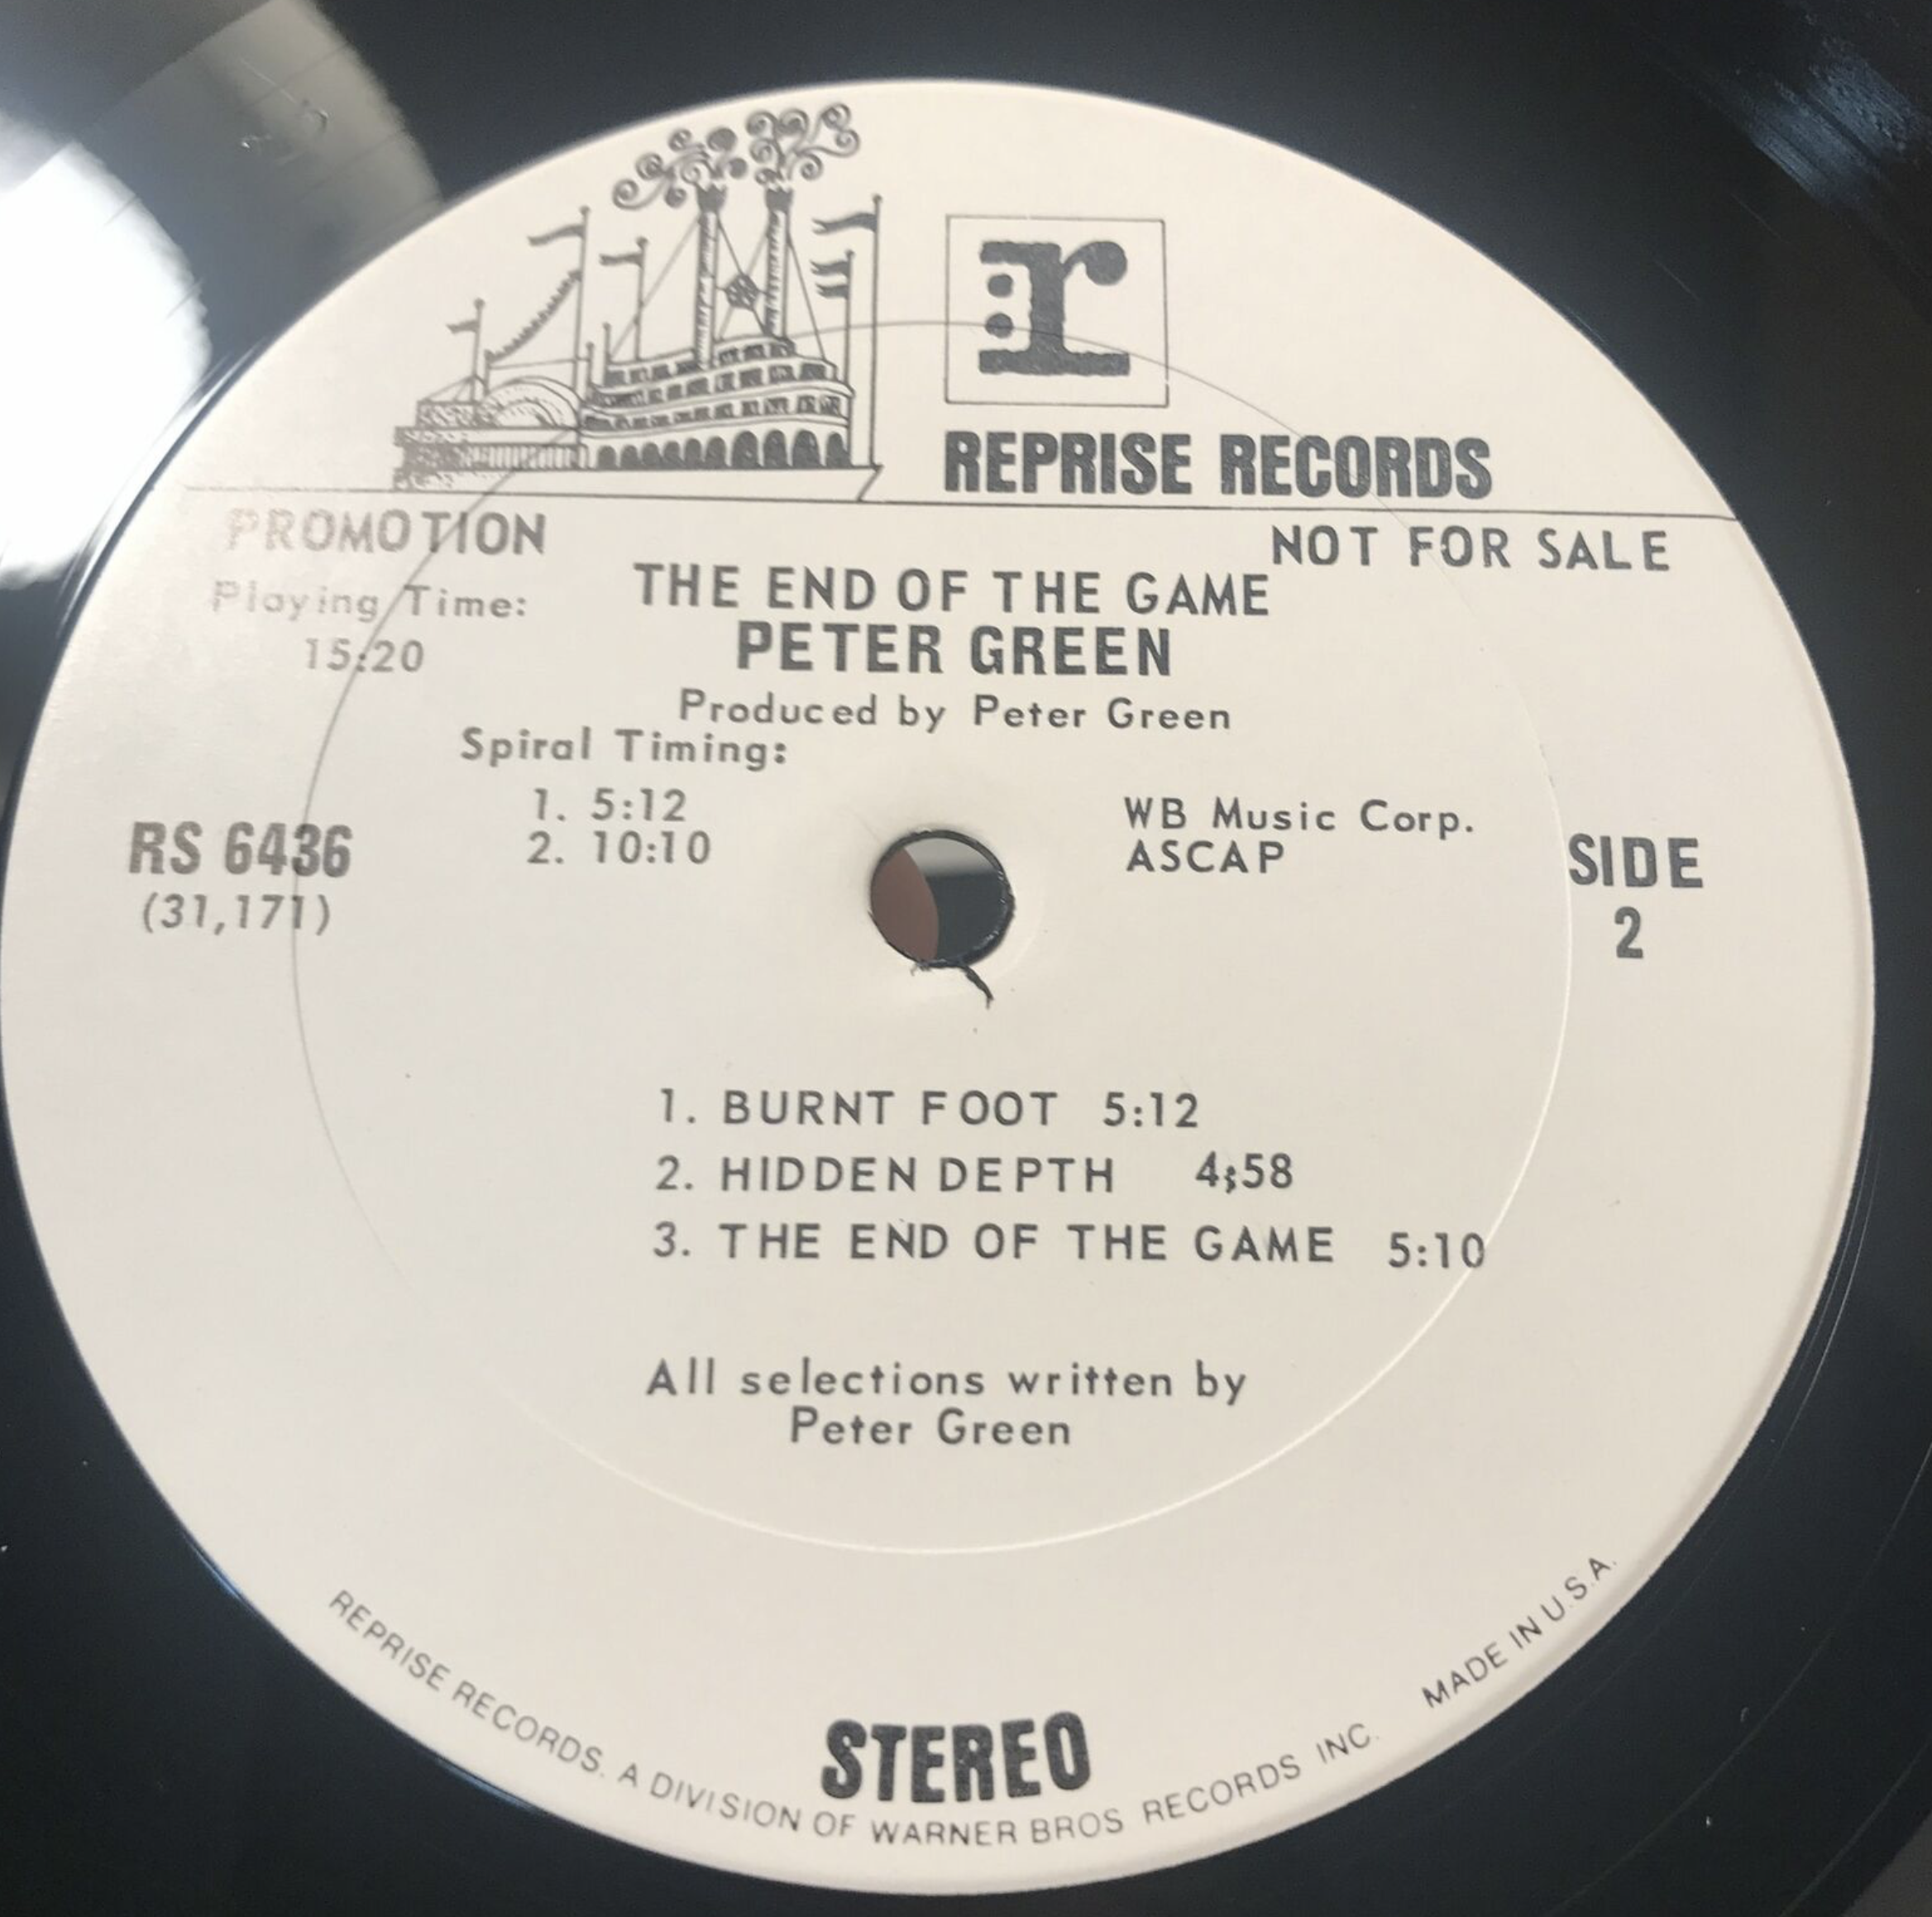 :r
REPRISE RECORDS
PROMOTION
NOT FOR SALE
Playing Time:
15:20
THE END OF THE GAME
PETER GREEN
Produced by Peter Green
Spiral Timing:
1. 5:12
2. 10:10
WB Music Corp.
ASCAP
RS 6436
(31,171)
SIDE
2
1. BURNT FOOT 5:12
2. HIDDEN DEPTH 4;58
3. THE END OF THE GAME 5:10
All selections written by
Peter Green
STEREO
REPRISE RECORDS. A DIVISION OF WARNER BROS RECORDS INC. MADE IN U.S.A.